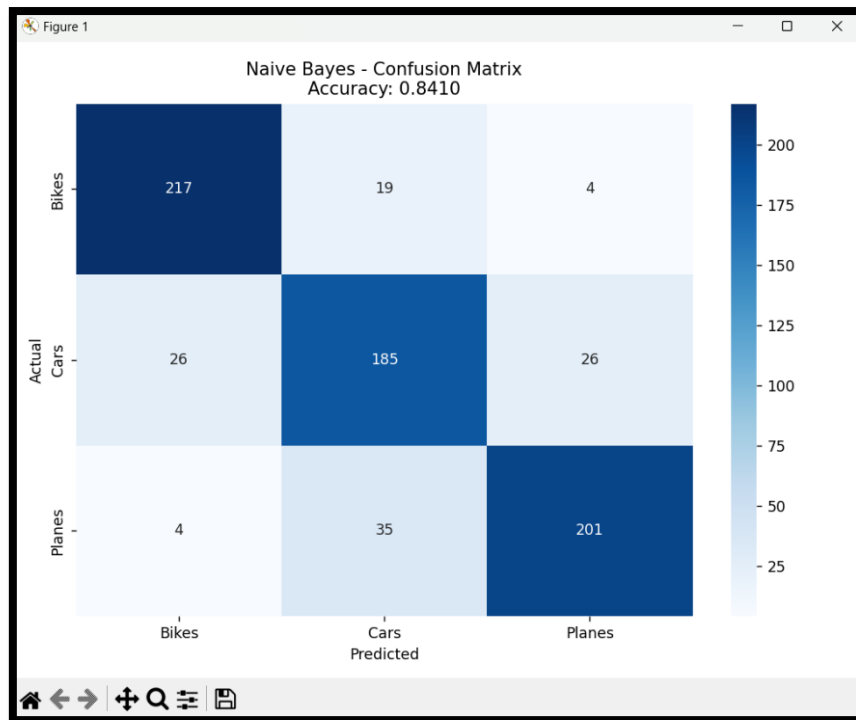 Figure 1
Naive Bayes - Confusion Matrix
Accuracy: 0.8410
Bikes
217 19 4
200
175
150
Actual
Cars
26 185 26
125
100
75
Planes
4 35 201
50
25
Bikes Cars Planes
Predicted